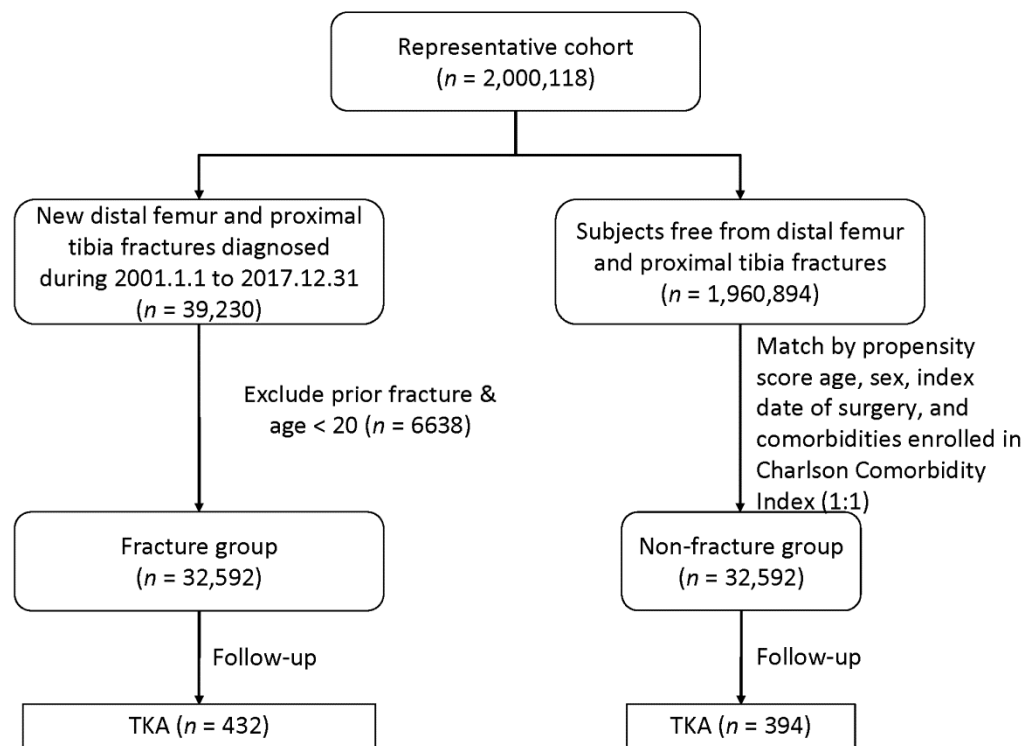 Representative cohort
(n = 2,000,118)
New distal femur and proximal
tibia fractures diagnosed
during 2001.1.1 to 2017.12.31
(n = 39,230)
Subjects free from distal femur
and proximal tibia fractures
(n = 1,960,894)
Exclude prior fracture &
age < 20 (n = 6638)
Match by propensity
score age, sex, index
date of surgery, and
comorbidities enrolled in
Charlson Comorbidity
Index (1:1)
Fracture group
(n = 32,592)
Non-fracture group
(n = 32,592)
Follow-up
Follow-up
TKA (n = 432)
TKA (n = 394)